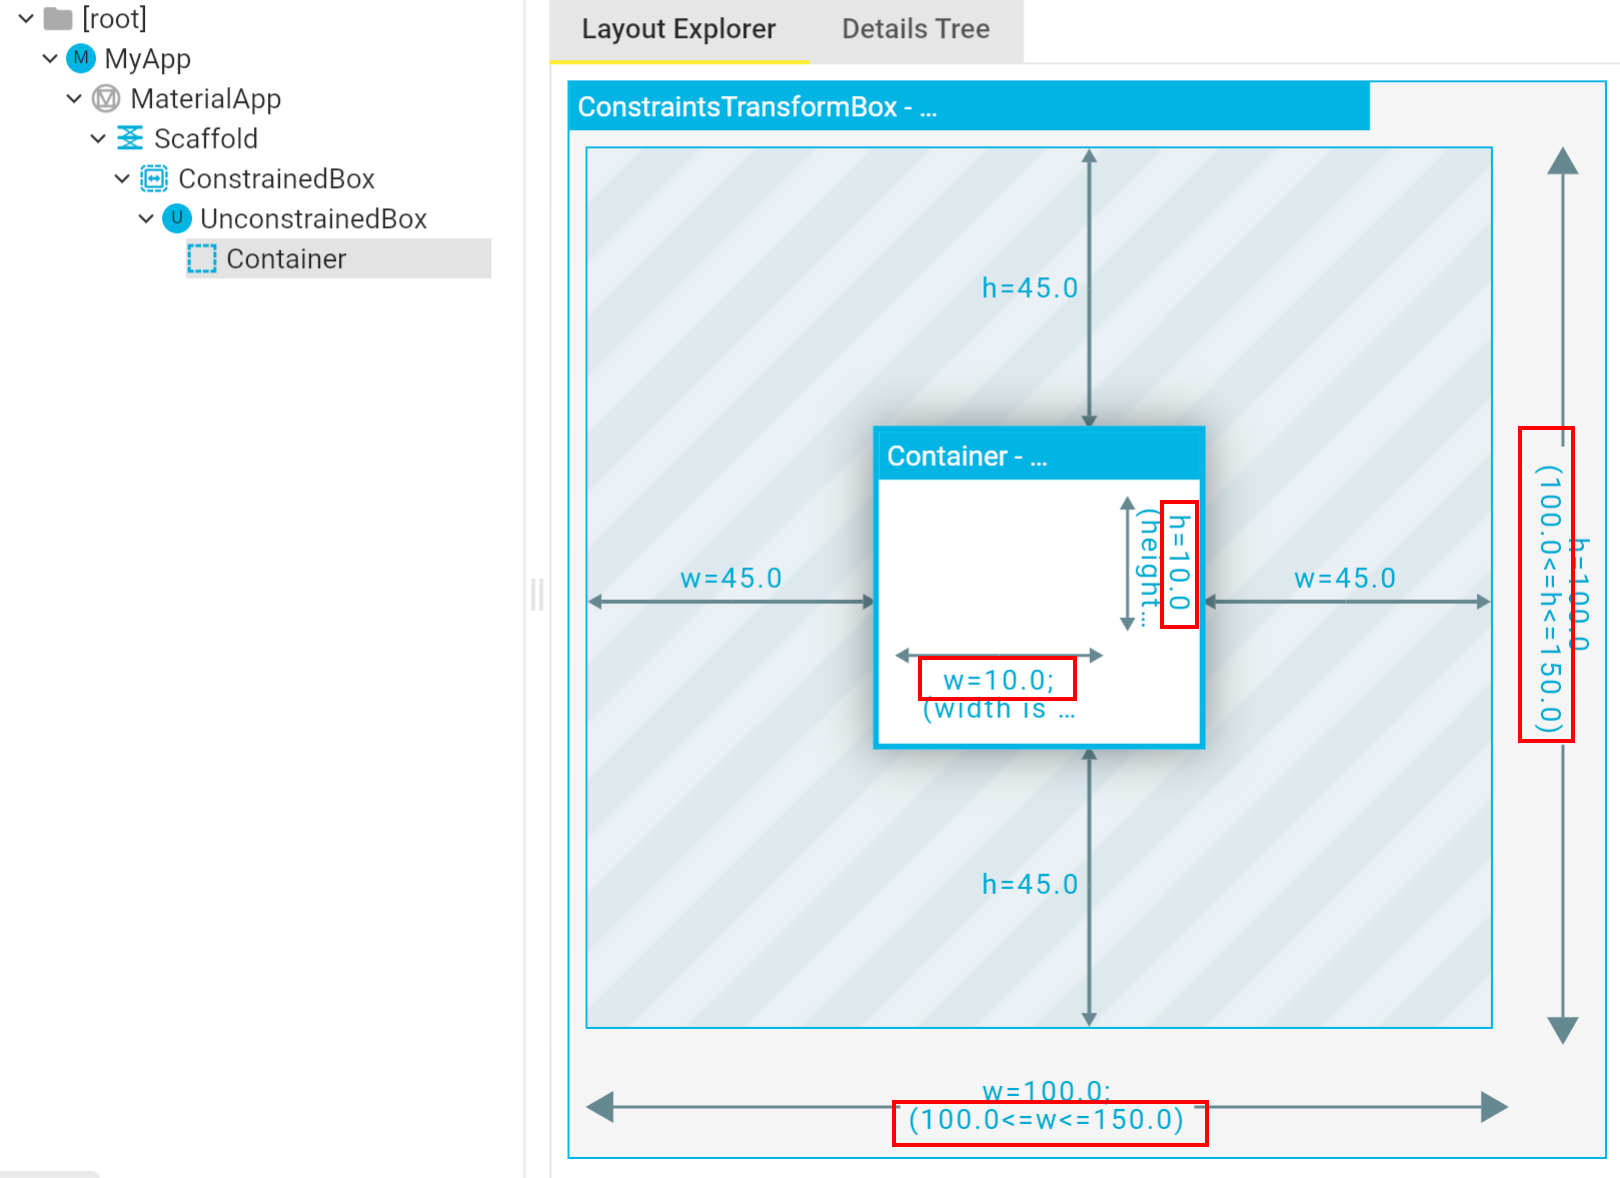 [root]
MyApp
MaterialApp
Scaffold
ConstrainedBox
UnconstrainedBox
Container
Layout Explorer
Details Tree
ConstraintsTransformBox - ...
h=45.0
Container - ...
h=10.0
(height...
w=10.0;
(width is ...
w=45.0
w=45.0
h=45.0
h=100.0
(100.0<=h<=150.0)
w=100.0;
(100.0<=w<=150.0)